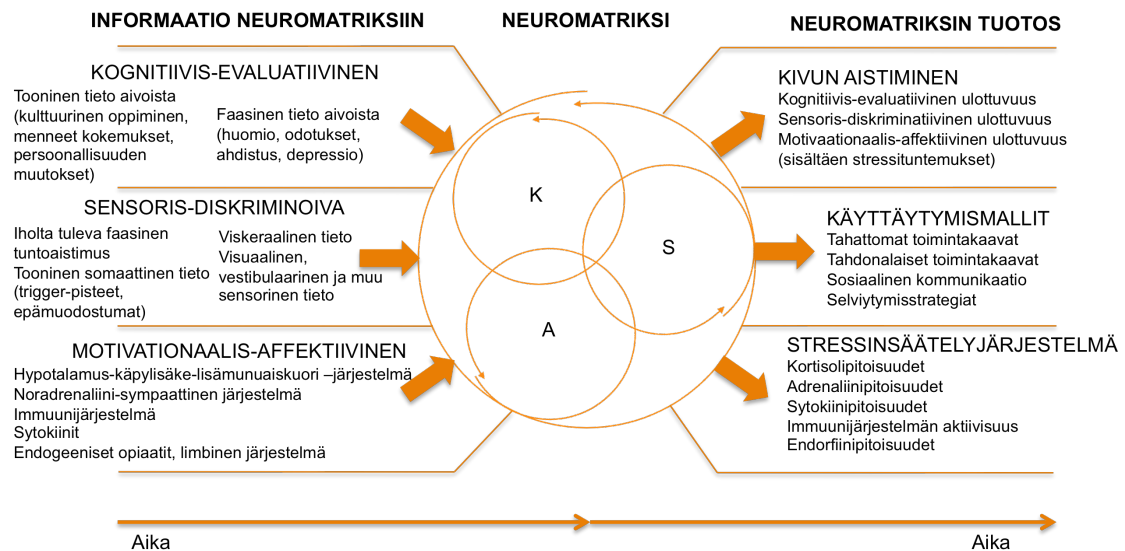 INFORMAATIO NEUROMATRIKSIIN
NEUROMATRIKSI
NEUROMATRIKSIN TUOTOS
KOGNITIIVIS-EVALUATIIVINEN
Tooninen tieto aivoista
(kulttuurinen oppiminen,
menneet kokemukset,
persoonallisuuden
muutokset)
Faasinen tieto aivoista
(huomio, odotukset,
ahdistus, depressio)
SENSORIS-DISKRIMINOIVA
Iholta tuleva faasinen
tuntoaistimus
Tooninen somaattinen tieto
(trigger-pisteet,
epämuodostumat)
Viskeraalinen tieto
Visuaalinen,
vestibulaarinen ja muu
sensorinen tieto
MOTIVATIONAALIS-AFFEKTIIVINEN
Hypotalamus-käpylisäke-lisämunuaiskuori –järjestelmä
Noradrenaliini-sympaattinen järjestelmä
Immuunijärjestelmä
Sytokiinit
Endogeeniset opiaatit, limbinen järjestelmä
K
S
A
KIVUN AISTIMINEN
Kognitiivis-evaluatiivinen ulottuvuus
Sensoris-diskriminatiivinen ulottuvuus
Motivaationaalis-affektiivinen ulottuvuus
(sisältäen stressituntemukset)
KÄYTTÄYTYMISMALLIT
Tahattomat toimintakaavat
Tahdonalaiset toimintakaavat
Sosiaalinen kommunikaatio
Selviytymisstrategiat
STRESSINSÄÄTELYJÄRJESTELMÄ
Kortisolipitoisuudet
Adrenaliinipitoisuudet
Sytokiinipitoisuudet
Immuunijärjestelmän aktiivisuus
Endorfiinipitoisuudet
Aika
Aika